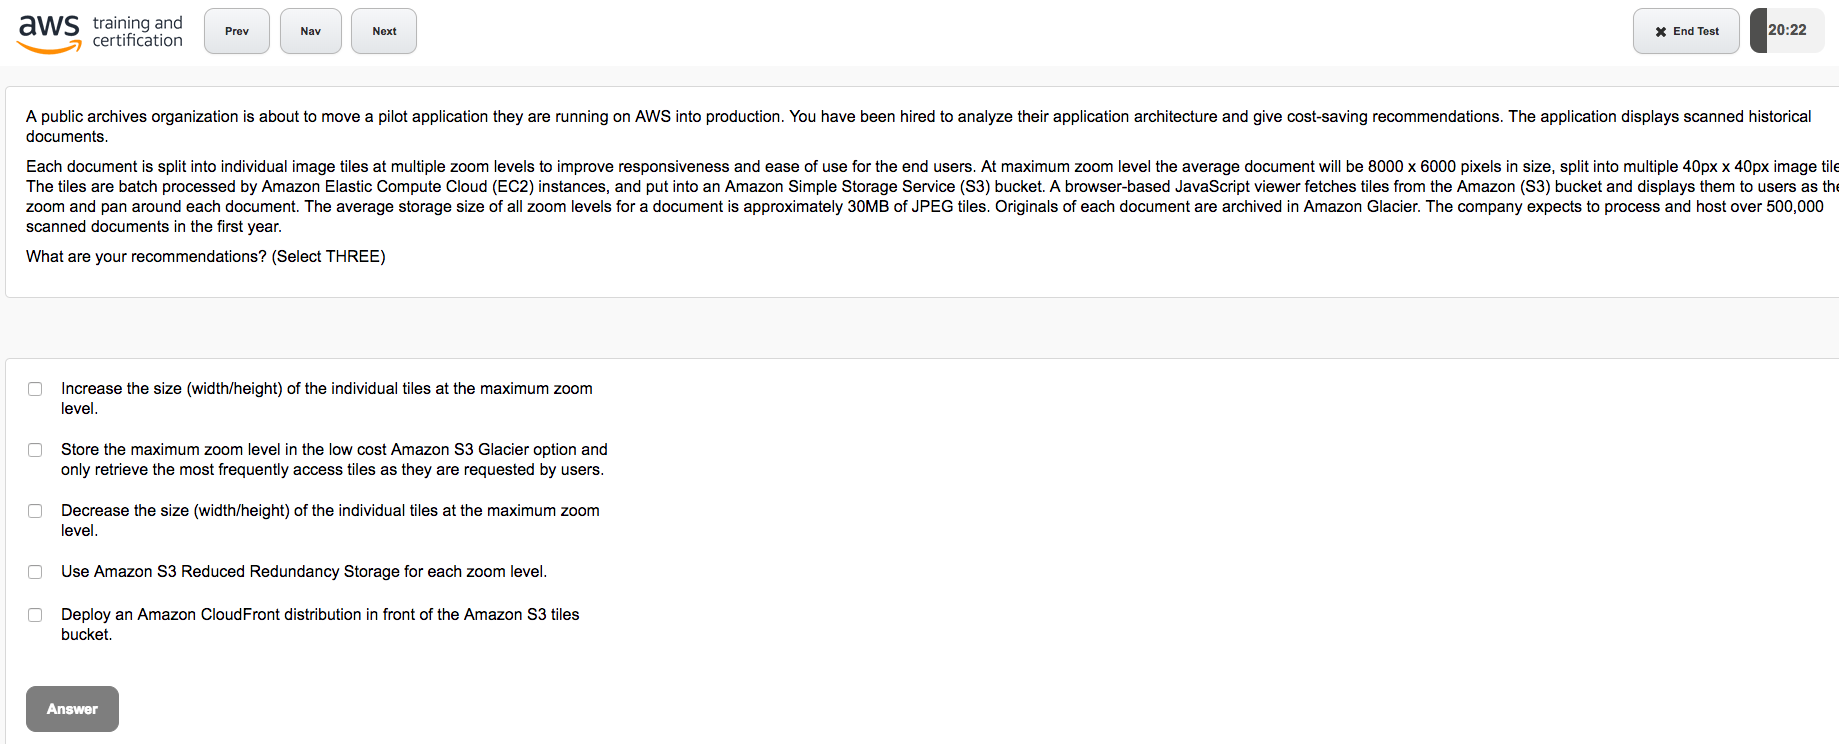 aws training and certification
Prev
Nav
Next
End Test
20:22
A public archives organization is about to move a pilot application they are running on AWS into production. You have been hired to analyze their application architecture and give cost-saving recommendations. The application displays scanned historical
documents.
Each document is split into individual image tiles at multiple zoom levels to improve responsiveness and ease of use for the end users. At maximum zoom level the average document will be 8000 x 6000 pixels in size, split into multiple 40px x 40px image tile
The tiles are batch processed by Amazon Elastic Compute Cloud (EC2) instances, and put into an Amazon Simple Storage Service (S3) bucket. A browser-based JavaScript viewer fetches tiles from the Amazon (S3) bucket and displays them to users as the
zoom and pan around each document. The average storage size of all zoom levels for a document is approximately 30MB of JPEG tiles. Originals of each document are archived in Amazon Glacier. The company expects to process and host over 500,000
scanned documents in the first year.
What are your recommendations? (Select THREE)
Increase the size (width/height) of the individual tiles at the maximum zoom
level.
Store the maximum zoom level in the low cost Amazon S3 Glacier option and
only retrieve the most frequently access tiles as they are requested by users.
Decrease the size (width/height) of the individual tiles at the maximum zoom
level.
Use Amazon S3 Reduced Redundancy Storage for each zoom level.
Deploy an Amazon CloudFront distribution in front of the Amazon S3 tiles
bucket.
Answer